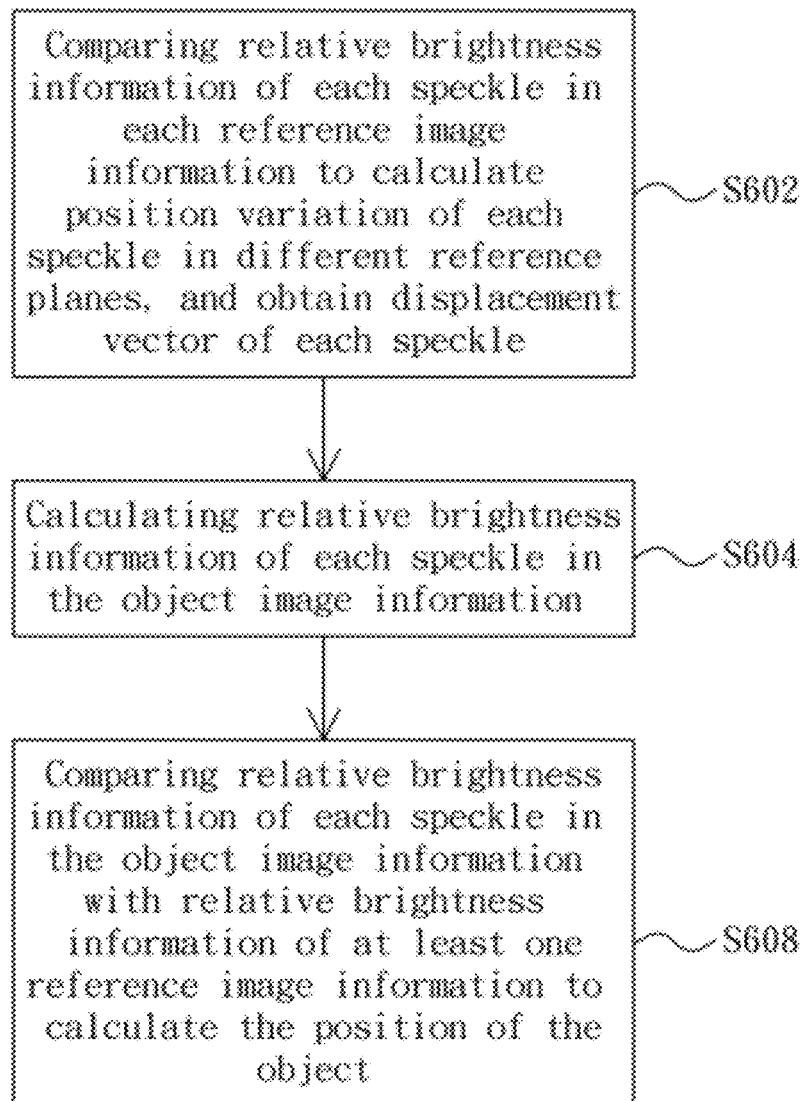 Comparing relative brightness
information of each speckle in
each reference image
information to calculate
position variation of each
speckle in different reference
planes, and obtain displacement
vector of each speckle
S602
Calculating relative brightness
information of each speckle in
the object image information
S604
Comparing relative brightness
information of each speckle in
the object image information
with relative brightness
information of at least one
reference image information to
calculate the position of the
object
S608